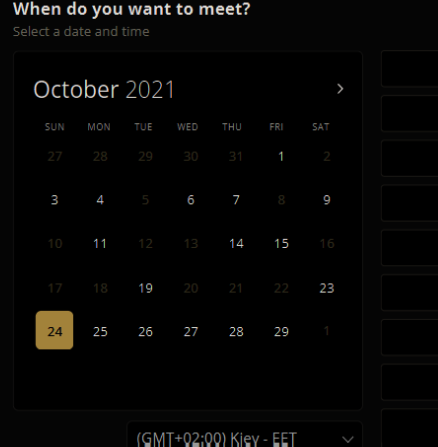 When do you want to meet?
Select a date and time
October 2021
SUN MON TUE WED THU FRI SAT
27 28 29 30 31 1 2
3 4 5 6 7 8 9
10 11 12 13 14 15 16
17 18 19 20 21 22 23
24 25 26 27 28 29 1
(GMT+02:00) Kiev - EET